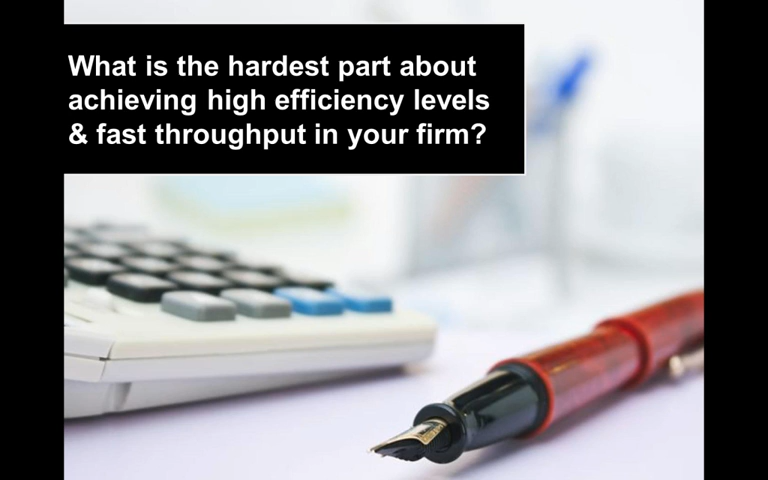 What is the hardest part about
achieving high efficiency levels
& fast throughput in your firm?